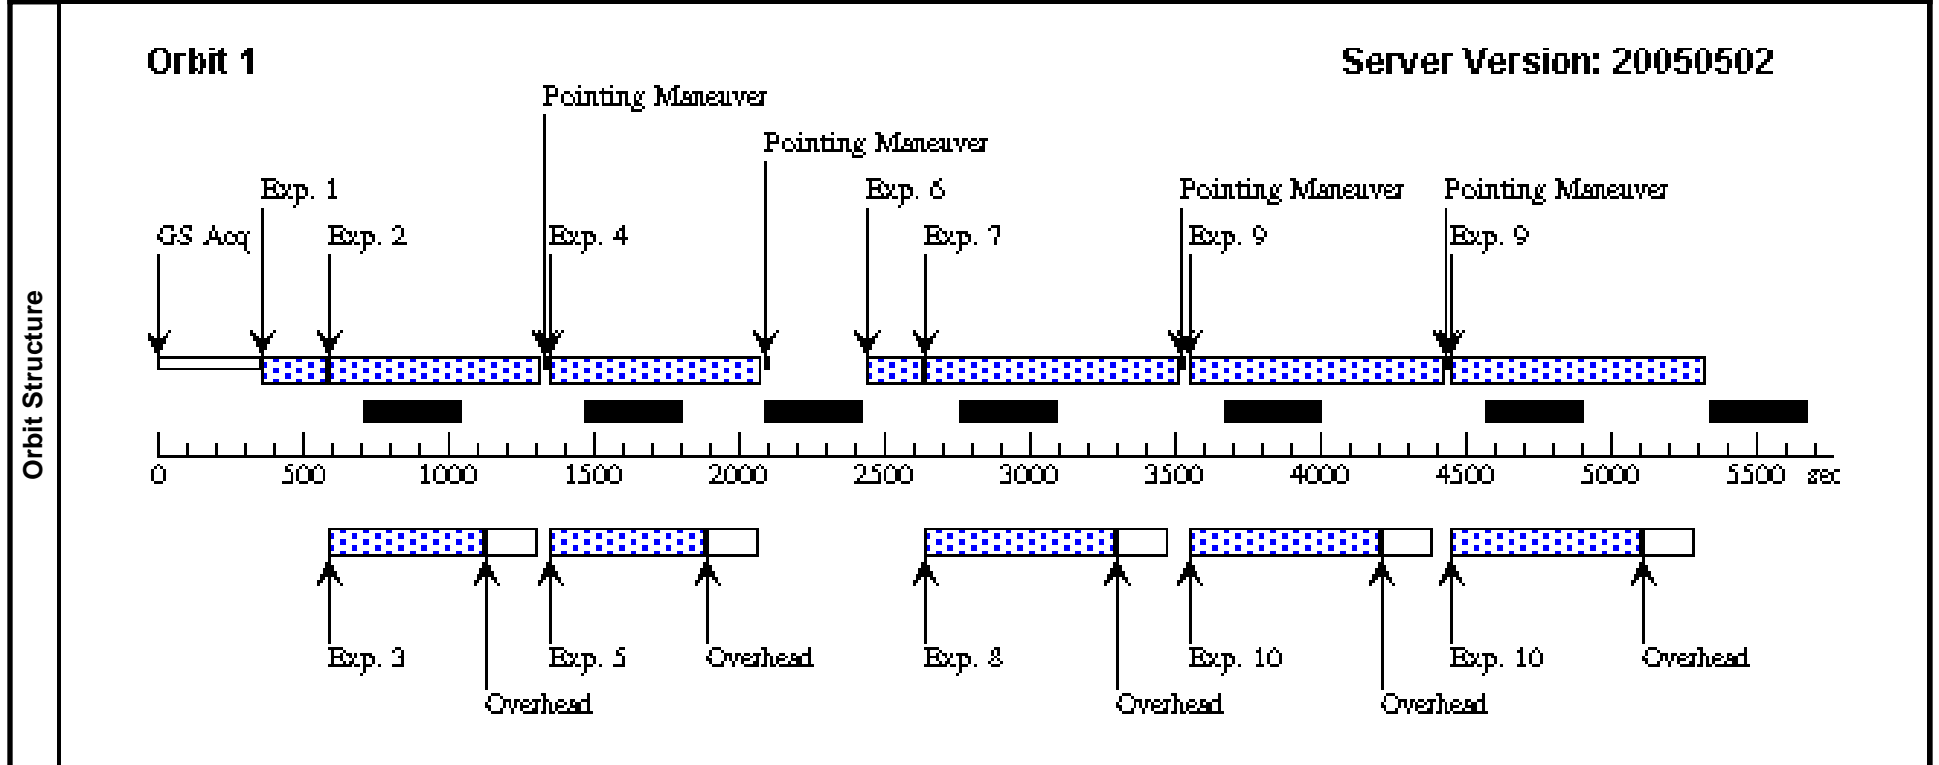 Orbit 1
Server Version: 20050502
Pointing Maneuver
Pointing Maneuver
Exp. 1
Exp. 6
Pointing Maneuver
Pointing Maneuver
GS Acq
Exp. 2
Exp. 4
Exp. 7
Exp. 9
Exp. 9
Orbit Structure
0 500 1000 1500 2000 2500 3000 3500 4000 4500 5000 5500 sec
Exp. 3
Exp. 5
Overhead
Exp. 8
Exp. 10
Exp. 10
Overhead
Overhead
Overhead
Overhead